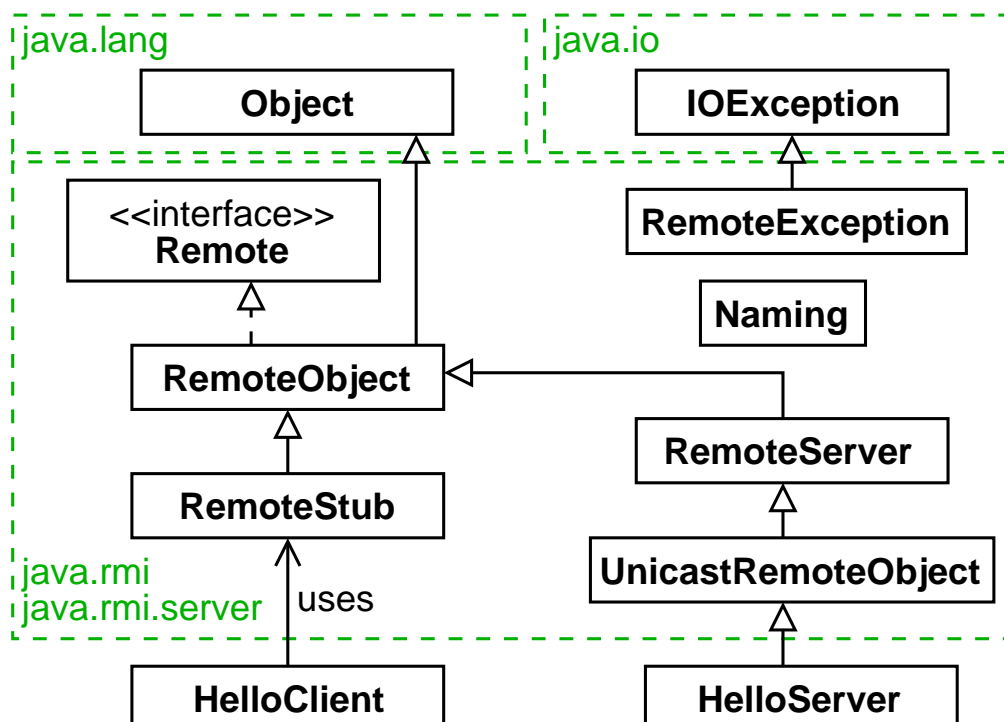 java.lang
java.io
Object
IOException
<<interface>>
Remote
RemoteException
Naming
RemoteObject
RemoteServer
RemoteStub
UnicastRemoteObject
java.rmi
java.rmi.server
uses
HelloClient
HelloServer